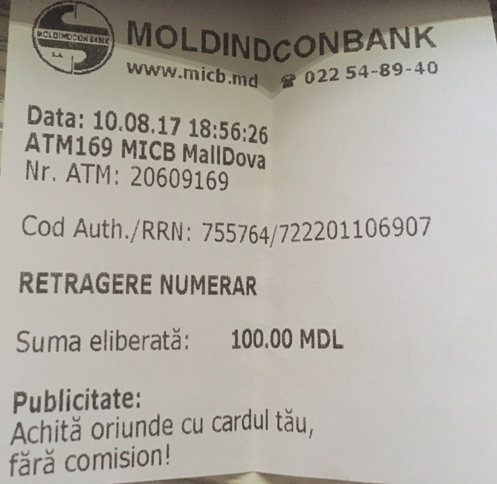 MOLDINDCONBANK
MOLDINDCONBANK
www.micb.md ☎ 022 54-89-40
Data: 10.08.17 18:56:26
ATM169 MICB MallDova
Nr. ATM: 20609169
Cod Auth./RRN: 755764/722201106907
RETRAGERE NUMERAR
Suma eliberată: 100.00 MDL
Publicitate:
Achită oriunde cu cardul tău,
fără comision!